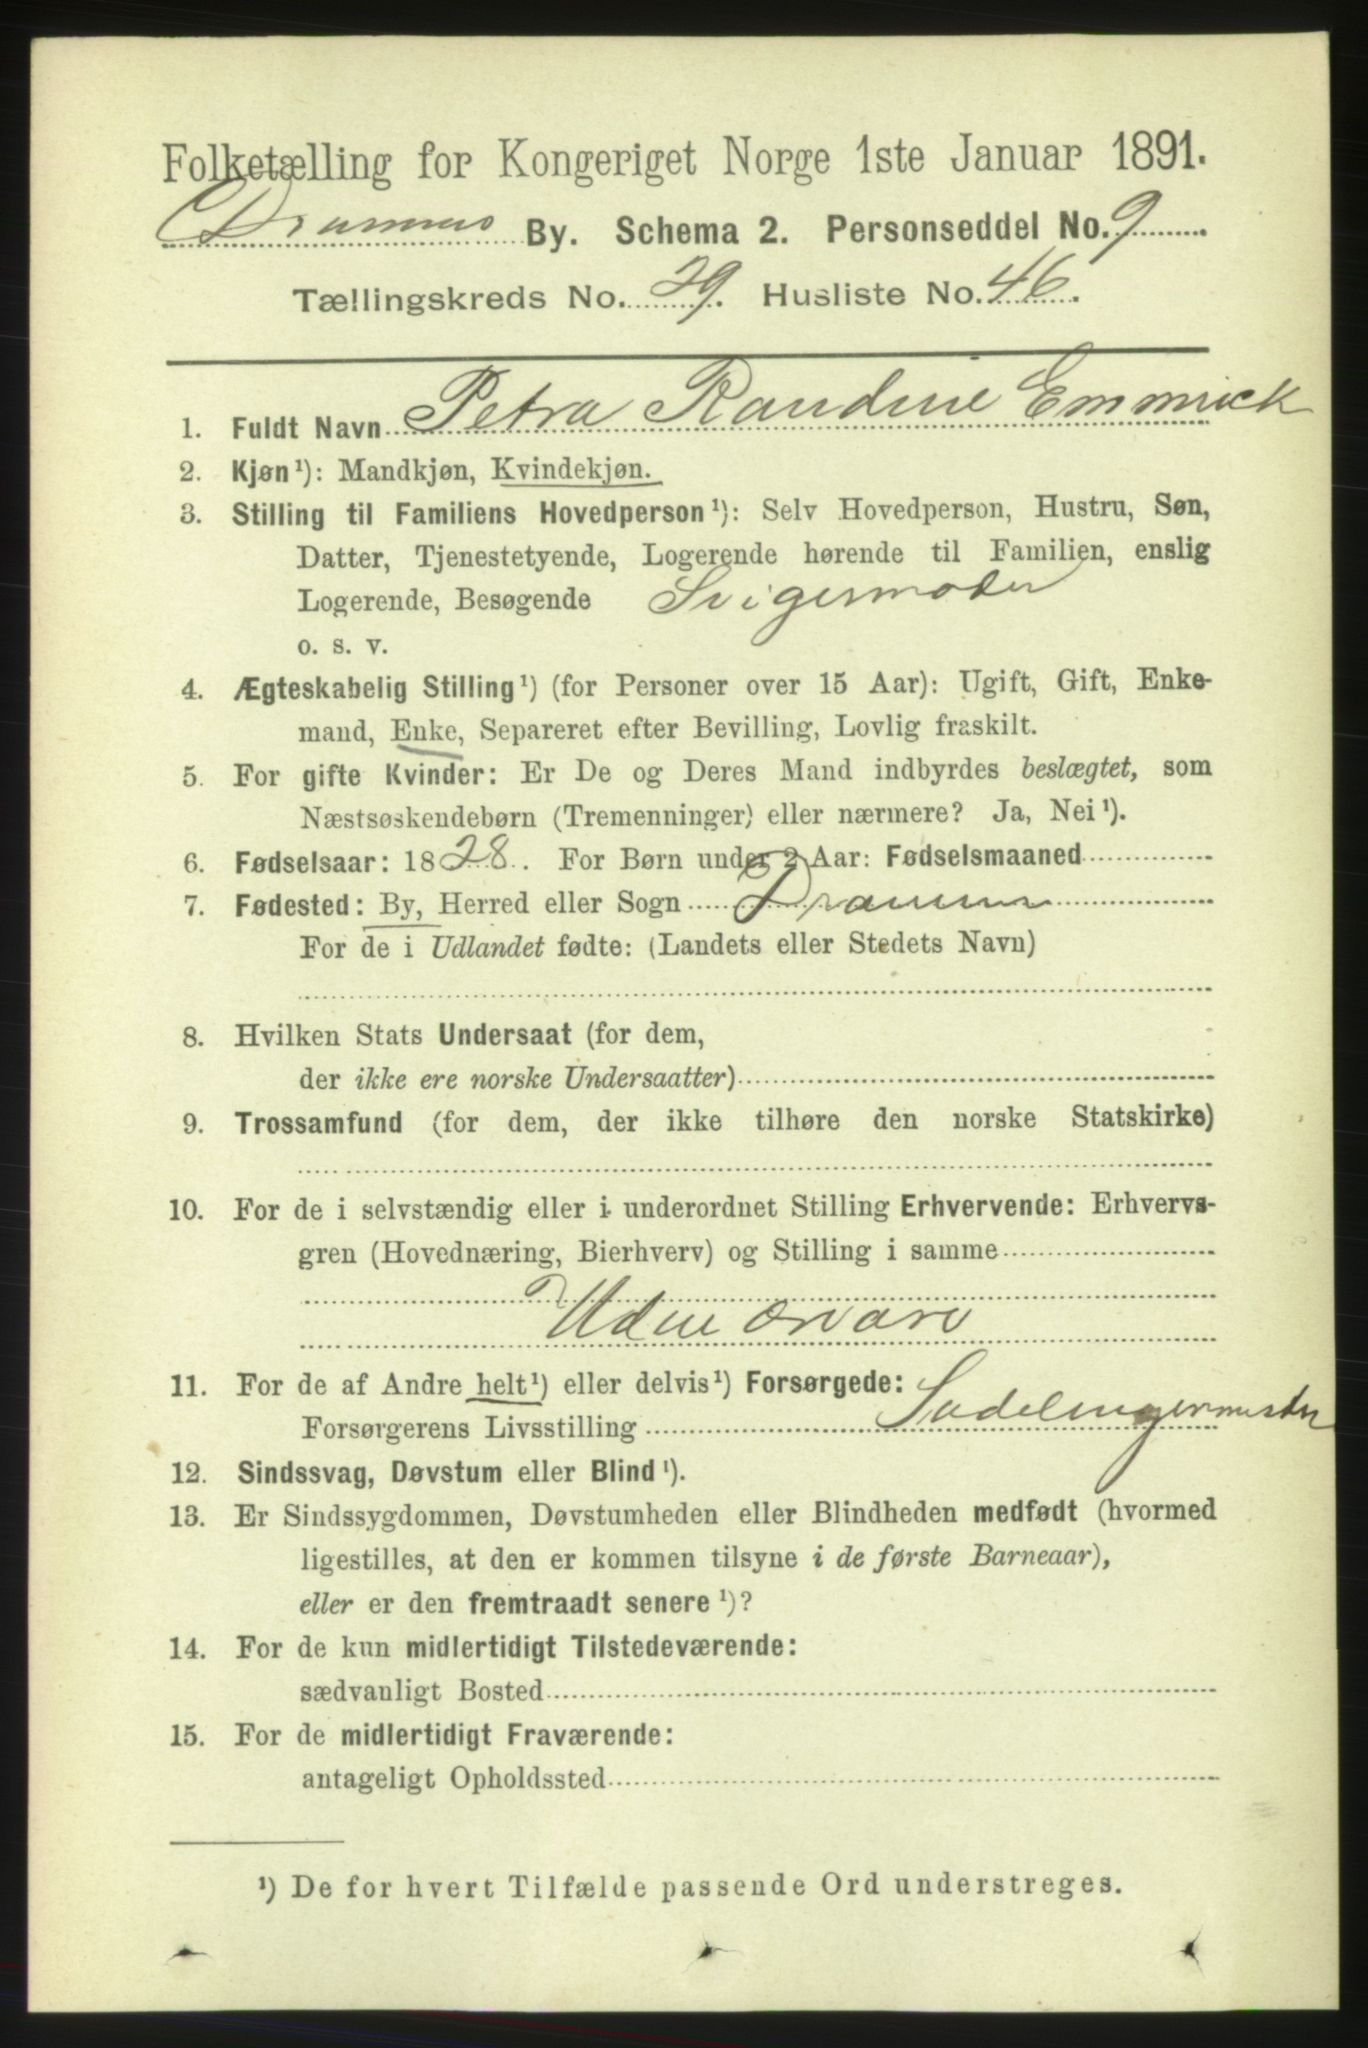 Folketælling for Kongeriget Norge 1ste Januar 1891.
Drammens By. Schema 2. Personseddel No. 9
Tællingskreds No. 29. Husliste No. 46.
1. Fuldt Navn Petra Randine Emmick
2. Kjøn¹): Mandkjøn, Kvindekjøn.
3. Stilling til Familiens Hovedperson¹): Selv Hovedperson, Hustru, Søn,
Datter, Tjenestetyende, Logerende hørende til Familien, enslig
Logerende, Besøgende Svigermoder
o. s. v.
4. Ægteskabelig Stilling¹) (for Personer over 15 Aar): Ugift, Gift, Enke-
mand, Enke, Separeret efter Bevilling, Lovlig fraskilt.
5. For gifte Kvinder: Er De og Deres Mand indbyrdes beslægtet, som
Næstsøskendebørn (Tremenninger) eller nærmere? Ja, Nei¹).
6. Fødselsaar: 1828. For Børn under 2 Aar: Fødselsmaaned
7. Fødested: By, Herred eller Sogn Drammen
For de i Udlandet fødte: (Landets eller Stedets Navn)
8. Hvilken Stats Undersaat (for dem,
der ikke ere norske Undersaatter)
9. Trossamfund (for dem, der ikke tilhøre den norske Statskirke)
10. For de i selvstændig eller i underordnet Stilling Erhvervende: Erhvervs-
gren (Hovednæring, Bierhverv) og Stilling i samme
Uden
11. For de af Andre helt¹) eller delvis¹) Forsørgede:
Forsørgerens Livsstilling Sadelmagermester
12. Sindssvag, Døvstum eller Blind¹).
13. Er Sindssygdommen, Døvstumheden eller Blindheden medfødt (hvormed
ligestilles, at den er kommen tilsyne i de første Barneaar),
eller er den fremtraadt senere¹)?
14. For de kun midlertidigt Tilstedeværende:
sædvanligt Bosted
15. For de midlertidigt Fraværende:
antageligt Opholdssted
¹) De for hvert Tilfælde passende Ord understreges.